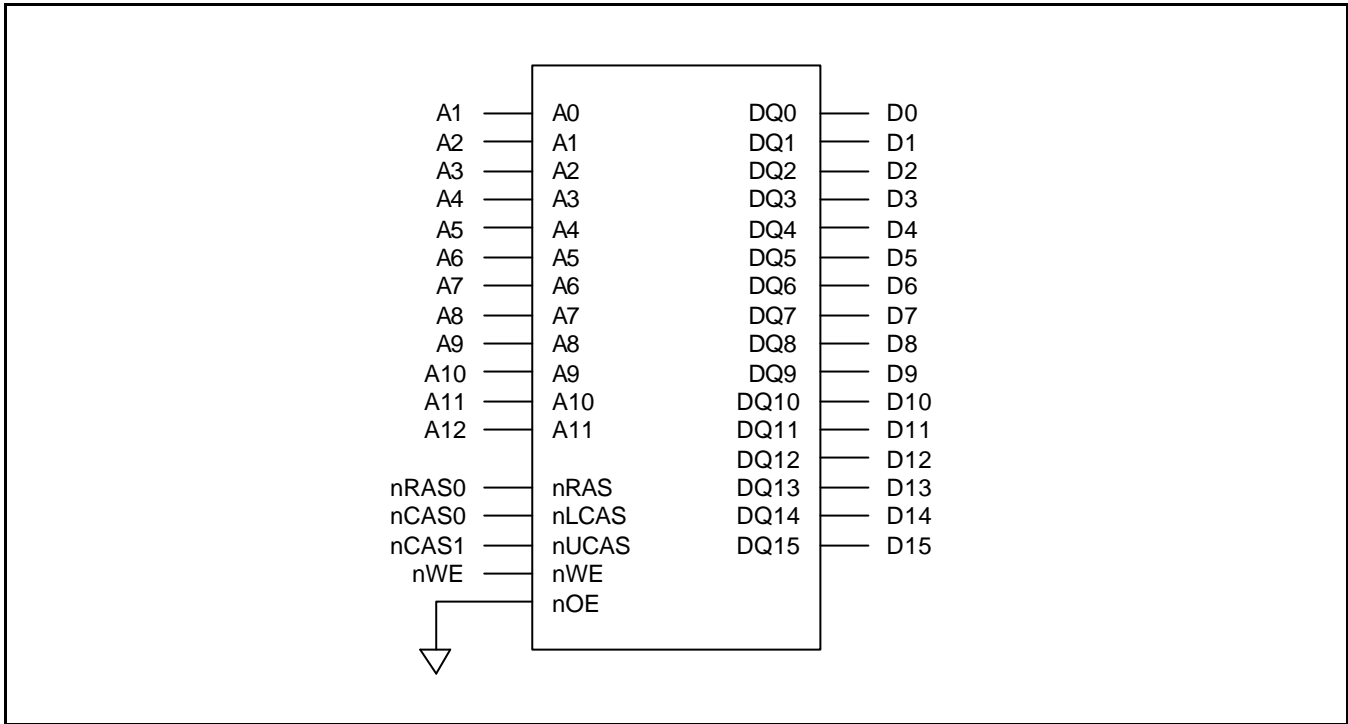 A1 A0 DQ0 D0
A2 A1 DQ1 D1
A3 A2 DQ2 D2
A4 A3 DQ3 D3
A5 A4 DQ4 D4
A6 A5 DQ5 D5
A7 A6 DQ6 D6
A8 A7 DQ7 D7
A9 A8 DQ8 D8
A10 A9 DQ9 D9
A11 A10 DQ10 D10
A12 A11 DQ11 D11
DQ12 D12
nRAS0 nRAS DQ13 D13
nCAS0 nLCAS DQ14 D14
nCAS1 nUCAS DQ15 D15
nWE nWE
nOE